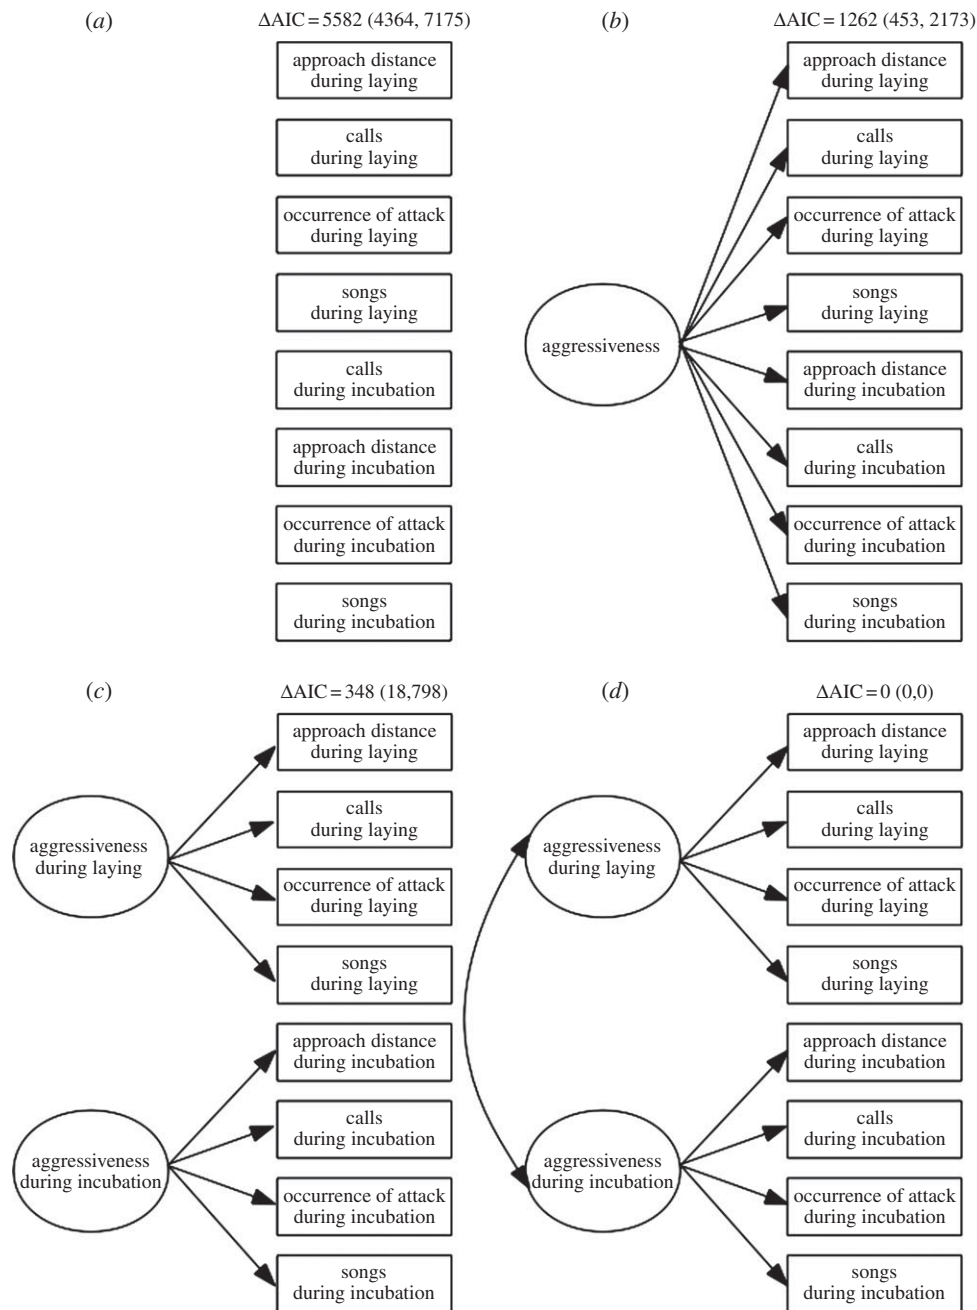 (a)
ΔAIC = 5582 (4364, 7175)
approach distance
during laying
calls
during laying
occurrence of attack
during laying
songs
during laying
calls
during incubation
approach distance
during incubation
occurrence of attack
during incubation
songs
during incubation
(b)
ΔAIC = 1262 (453, 2173)
aggressiveness
approach distance
during laying
calls
during laying
occurrence of attack
during laying
songs
during laying
approach distance
during incubation
calls
during incubation
occurrence of attack
during incubation
songs
during incubation
(c)
ΔAIC = 348 (18,798)
aggressiveness
during laying
approach distance
during laying
calls
during laying
occurrence of attack
during laying
songs
during laying
aggressiveness
during incubation
approach distance
during incubation
calls
during incubation
occurrence of attack
during incubation
songs
during incubation
(d)
ΔAIC = 0 (0,0)
aggressiveness
during laying
approach distance
during laying
calls
during laying
occurrence of attack
during laying
songs
during laying
aggressiveness
during incubation
approach distance
during incubation
calls
during incubation
occurrence of attack
during incubation
songs
during incubation